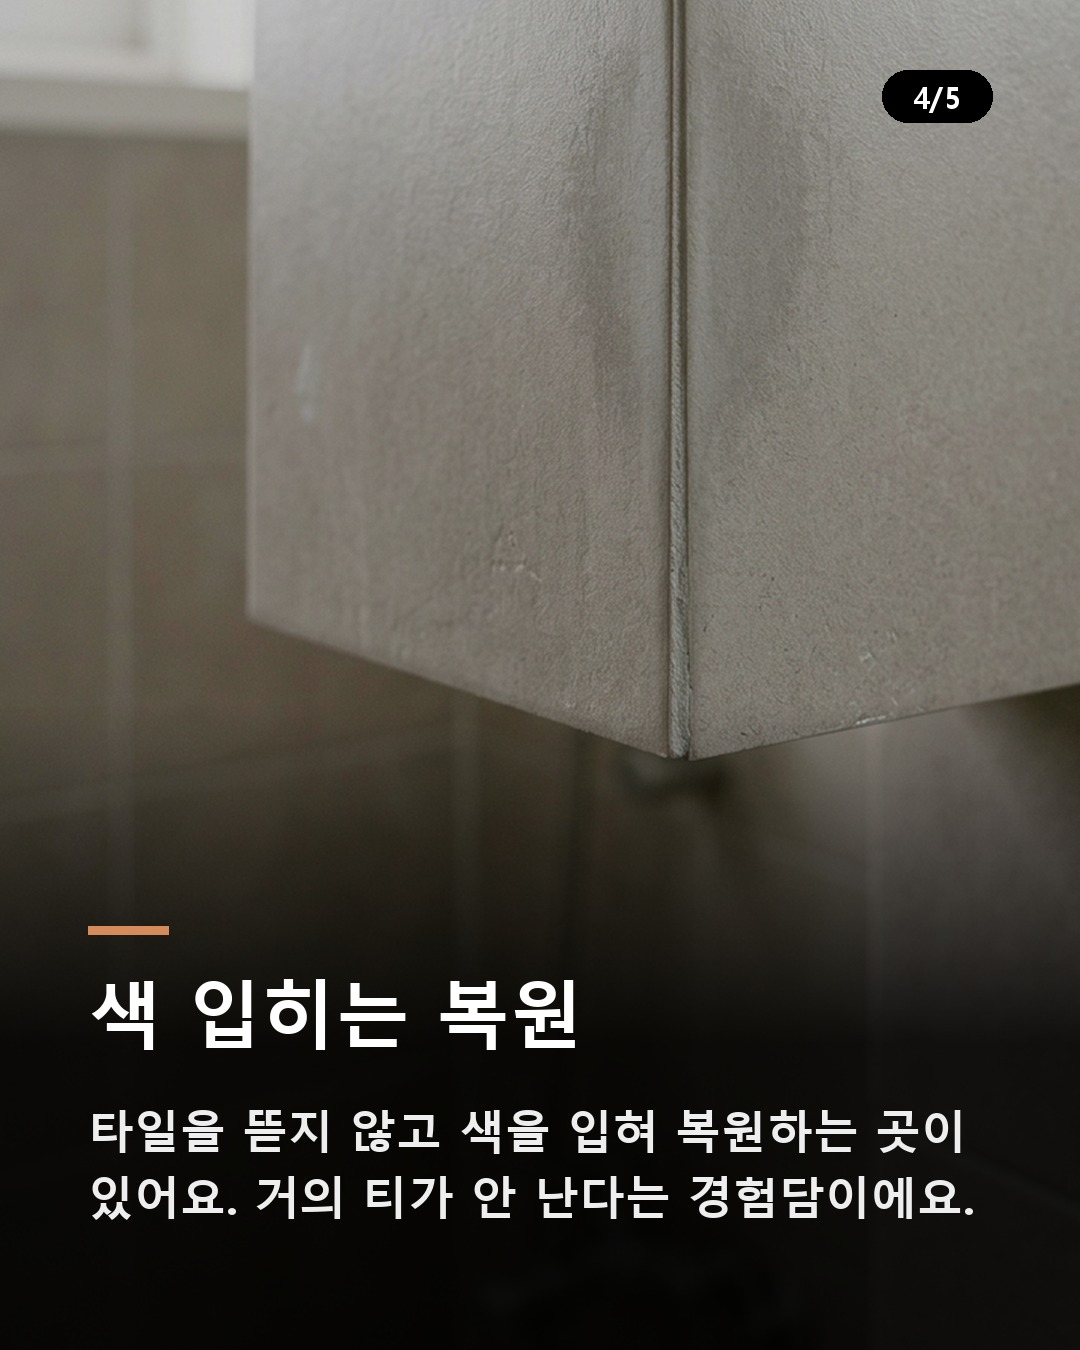 4/5
색 입히는 복원
타일을 뜯지 않고 색을 입혀 복원하는 곳이
있어요. 거의 티가 안 난다는 경험담이에요.